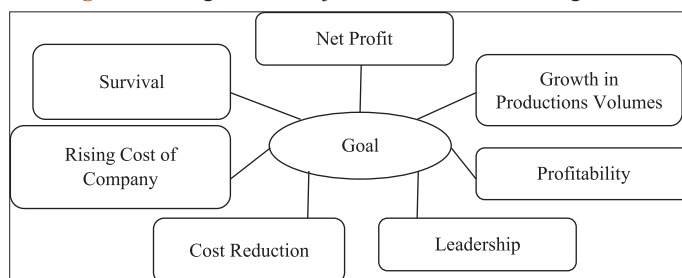 Net Profit
Survival
Growth in
Productions Volumes
Rising Cost of
Company
Goal
Profitability
Cost Reduction
Leadership